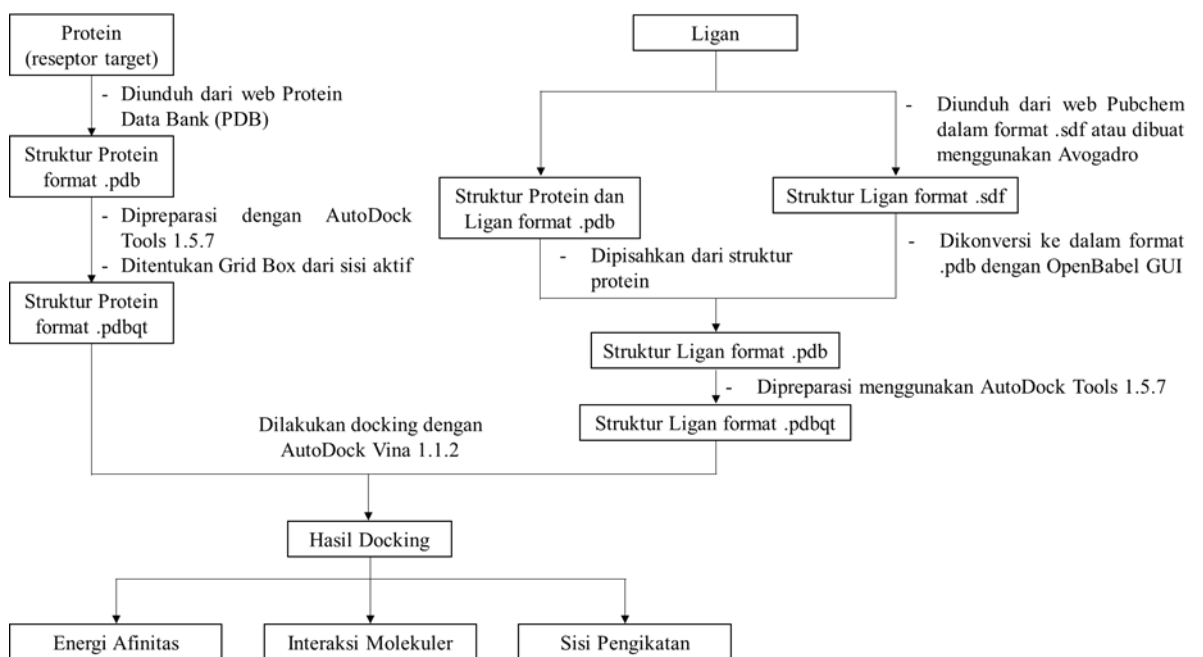 Protein
(reseptor target)
- Diunduh dari web Protein
Data Bank (PDB)
Struktur Protein
format .pdb
- Dipreparasi dengan AutoDock
Tools 1.5.7
- Ditentukan Grid Box dari sisi aktif
Struktur Protein
format .pdbqt
Ligan
- Diunduh dari web Pubchem
dalam format .sdf atau dibuat
menggunakan Avogadro
Struktur Protein dan
Ligan format .pdb
Struktur Ligan format .sdf
- Dipisahkan dari struktur
protein
- Dikonversi ke dalam format
.pdb dengan OpenBabel GUI
Struktur Ligan format .pdb
- Dipreparasi menggunakan AutoDock Tools 1.5.7
Struktur Ligan format .pdbqt
Dilakukan docking dengan
AutoDock Vina 1.1.2
Hasil Docking
Energi Afinitas
Interaksi Molekuler
Sisi Pengikatan